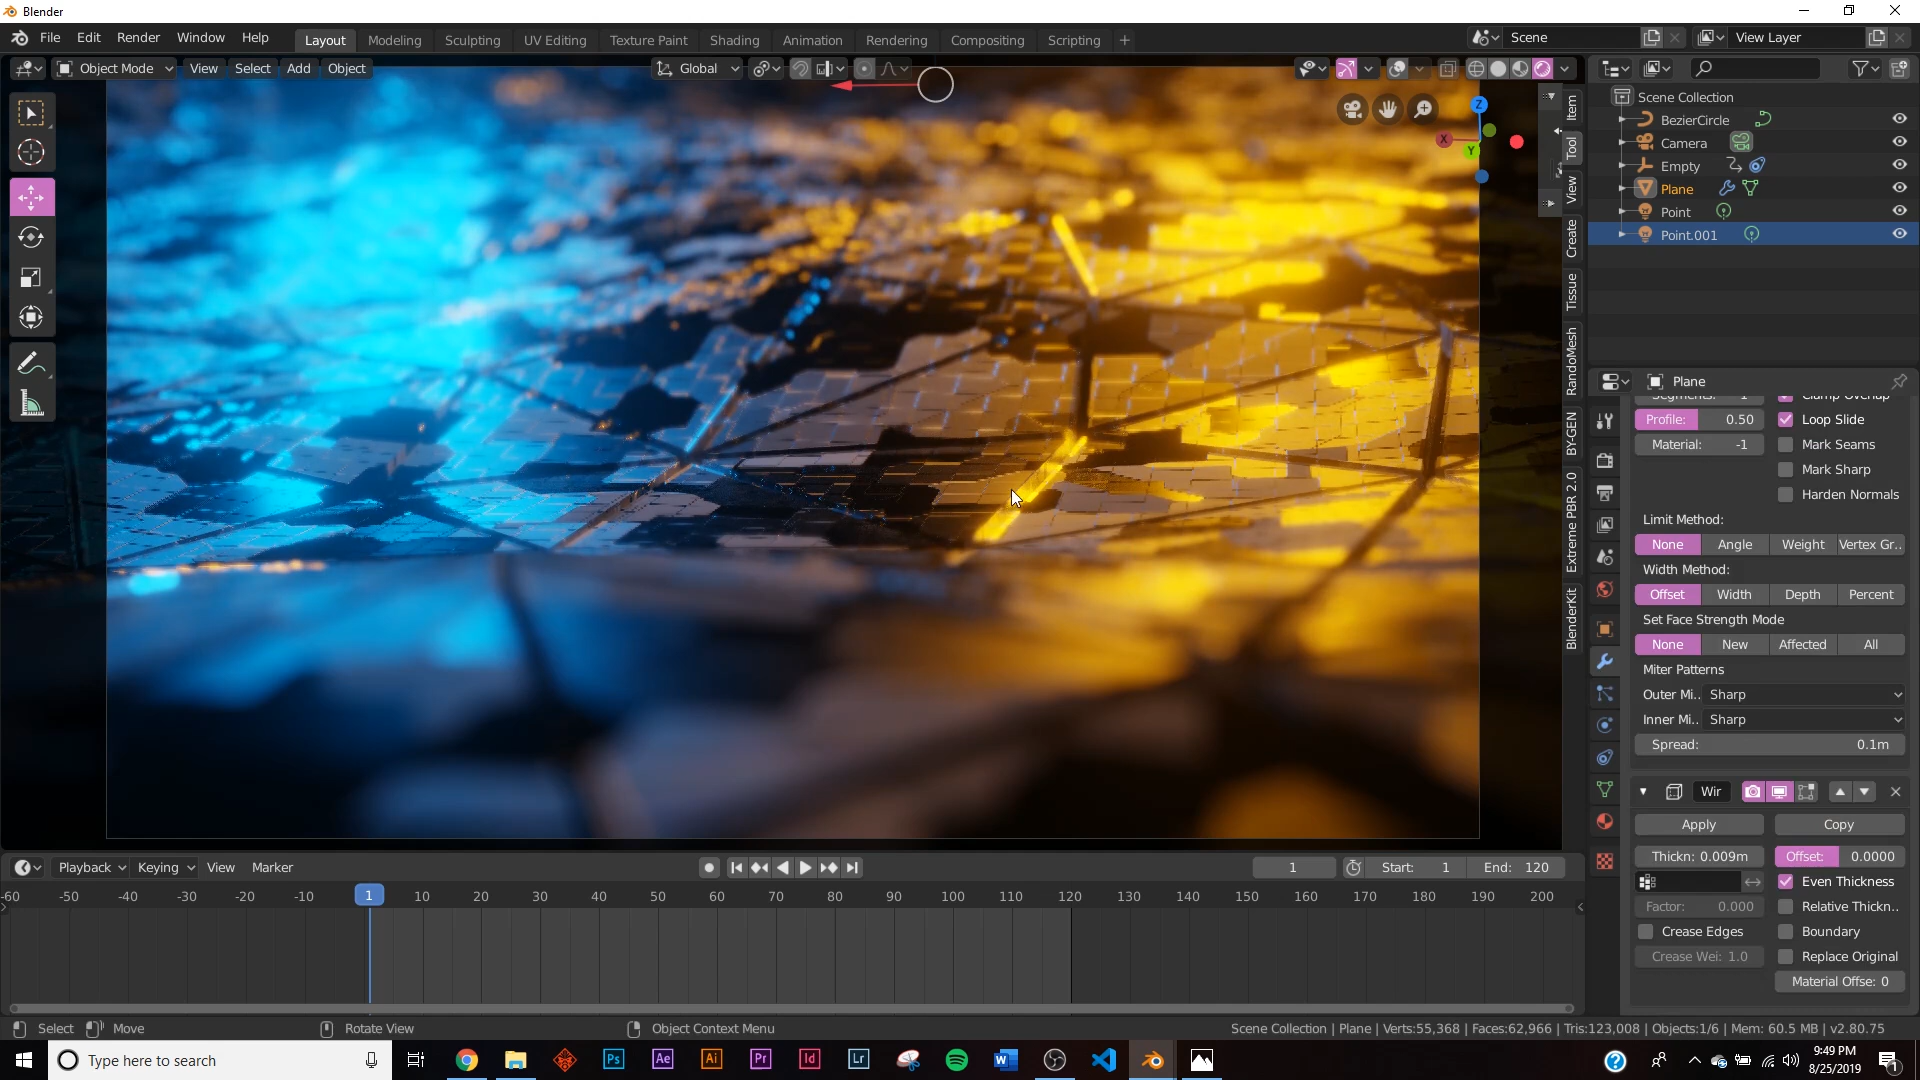 Blender
File Edit Render Window Help
Layout Modeling Sculpting UV Editing Texture Paint Shading Animation Rendering Compositing Scripting +
Scene
View Layer
Object Mode View Select Add Object
Global
Z
X
Y
Item
Tool
View
Create
Tissue
RandoMesh
BY-GEN
Extreme PBR 2.0
BlenderKit
Scene Collection
BezierCircle
Camera
Empty
Plane
Point
Point.001
Plane
Profile: 0.50
Loop Slide
Material: -1
Mark Seams
Mark Sharp
Harden Normals
Limit Method:
None Angle Weight Vertex Gr..
Width Method:
Offset Width Depth Percent
Set Face Strength Mode
None New Affected All
Miter Patterns
Outer Mi.. Sharp
Inner Mi.. Sharp
Spread: 0.1m
Wir
Apply Copy
Thickn: 0.009m Offset: 0.0000
Even Thickness
Factor: 0.000 Relative Thickn..
Crease Edges Boundary
Crease Wei: 1.0 Replace Original
Material Offse: 0
Playback Keying View Marker
1 Start: 1 End: 120
-60 -50 -40 -30 -20 -10 1 10 20 30 40 50 60 70 80 90 100 110 120 130 140 150 160 170 180 190 200
Select Move Rotate View Object Context Menu
Scene Collection | Plane | Verts:55,368 | Faces:62,966 | Tris:123,008 | Objects:1/6 | Mem: 60.5 MB | v2.80.75
Type here to search
Ps Ae Ai Pr Id Lr W
9:49 PM
8/25/2019
1